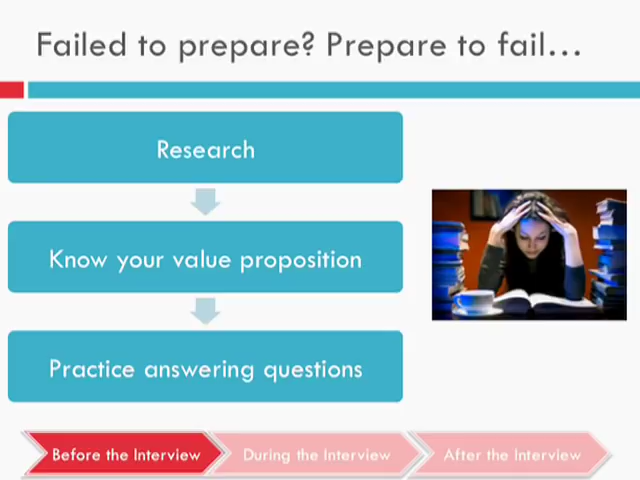 Failed to prepare? Prepare to fail...
Research
Know your value proposition
Practice answering questions
Before the Interview
During the Interview
After the Interview